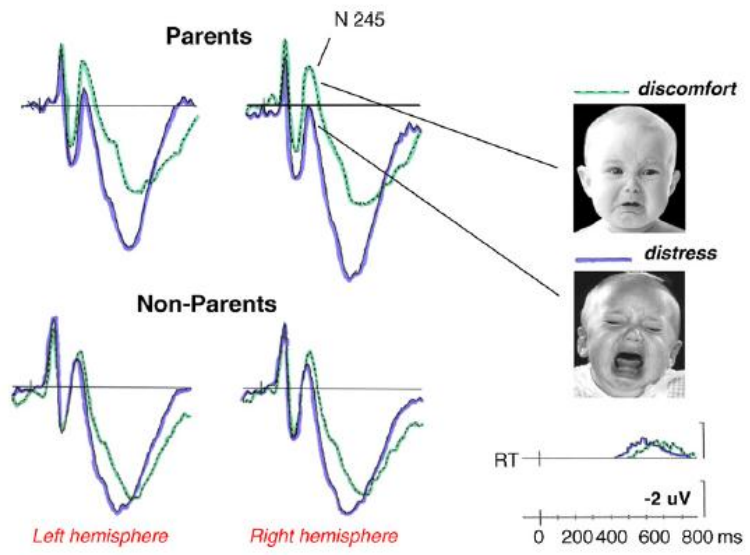 N 245
Parents
discomfort
distress
Non-Parents
RT
-2 uV
0 200 400 600 800 ms
Left hemisphere
Right hemisphere